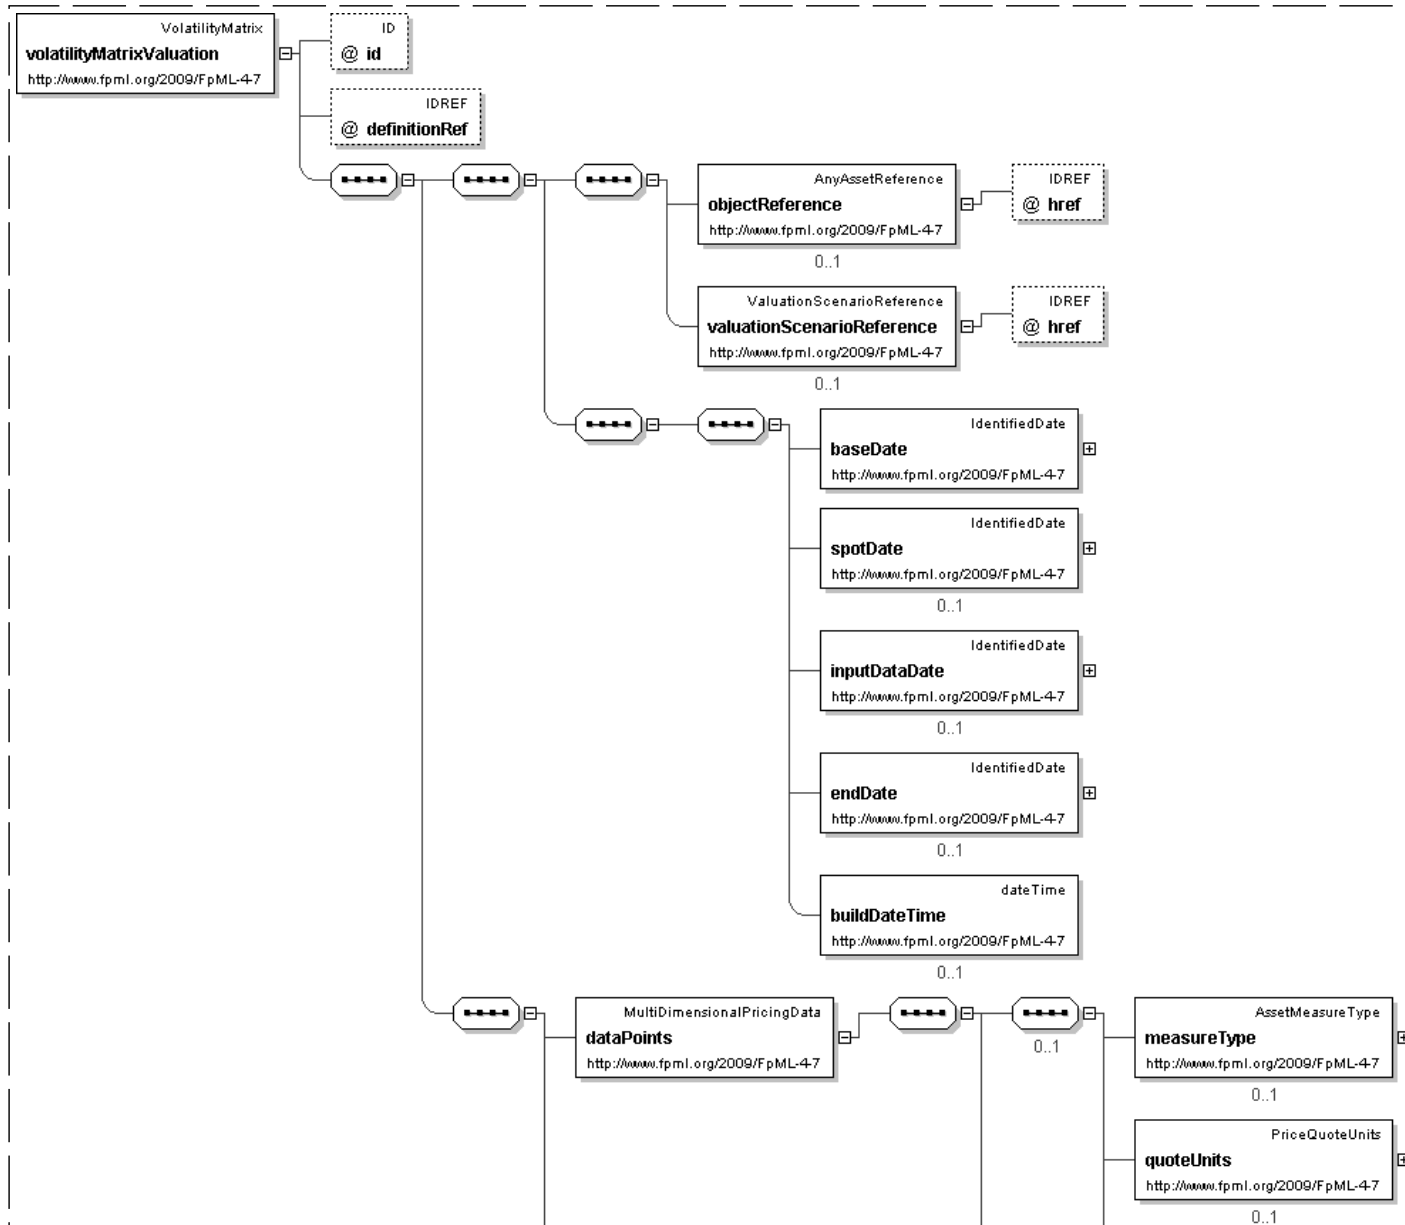 VolatilityMatrix
volatilityMatrixValuation
http://www.fpml.org/2009/FpML-4-7
ID
@ id
IDREF
@ definitionRef
AnyAssetReference
objectReference
http://www.fpml.org/2009/FpML-4-7
0..1
IDREF
@ href
ValuationScenarioReference
valuationScenarioReference
http://www.fpml.org/2009/FpML-4-7
0..1
IDREF
@ href
IdentifiedDate
baseDate
http://www.fpml.org/2009/FpML-4-7
IdentifiedDate
spotDate
http://www.fpml.org/2009/FpML-4-7
0..1
IdentifiedDate
inputDataDate
http://www.fpml.org/2009/FpML-4-7
0..1
IdentifiedDate
endDate
http://www.fpml.org/2009/FpML-4-7
0..1
dateTime
buildDateTime
http://www.fpml.org/2009/FpML-4-7
0..1
MultiDimensionalPricingData
dataPoints
http://www.fpml.org/2009/FpML-4-7
0..1
AssetMeasureType
measureType
http://www.fpml.org/2009/FpML-4-7
0..1
PriceQuoteUnits
quoteUnits
http://www.fpml.org/2009/FpML-4-7
0..1